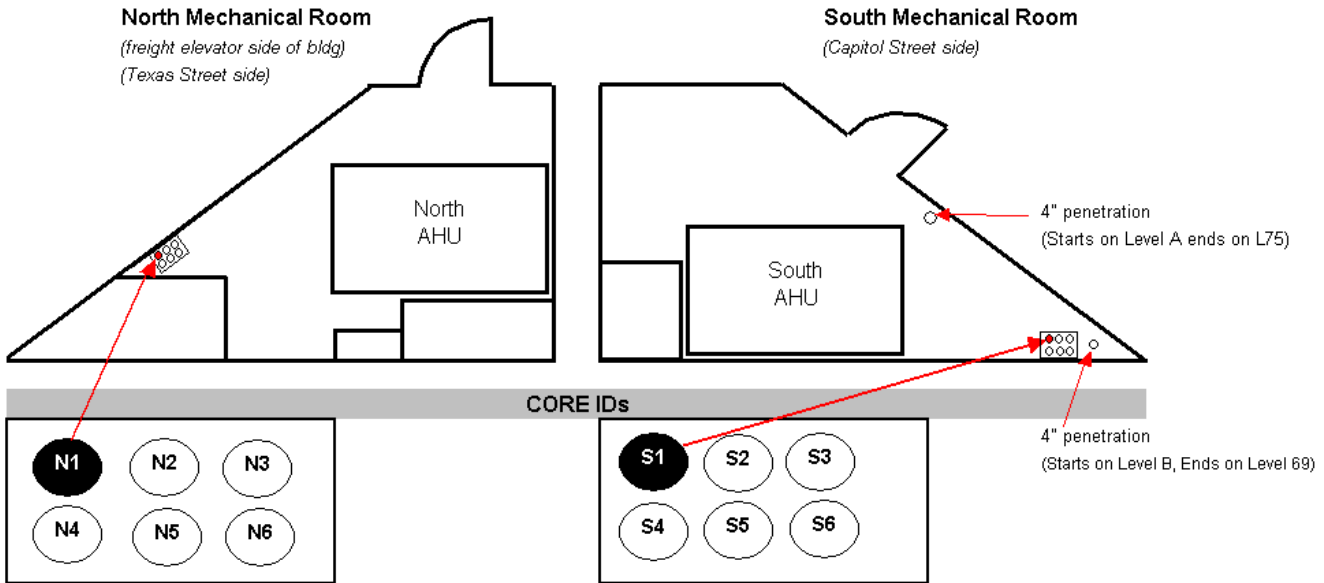 North Mechanical Room
(freight elevator side of bldg)
(Texas Street side)
South Mechanical Room
(Capitol Street side)
North
AHU
South
AHU
4" penetration
(Starts on Level A ends on L75)
4" penetration
(Starts on Level B, Ends on Level 69)
CORE IDs
N1 N2 N3
N4 N5 N6
S1 S2 S3
S4 S5 S6